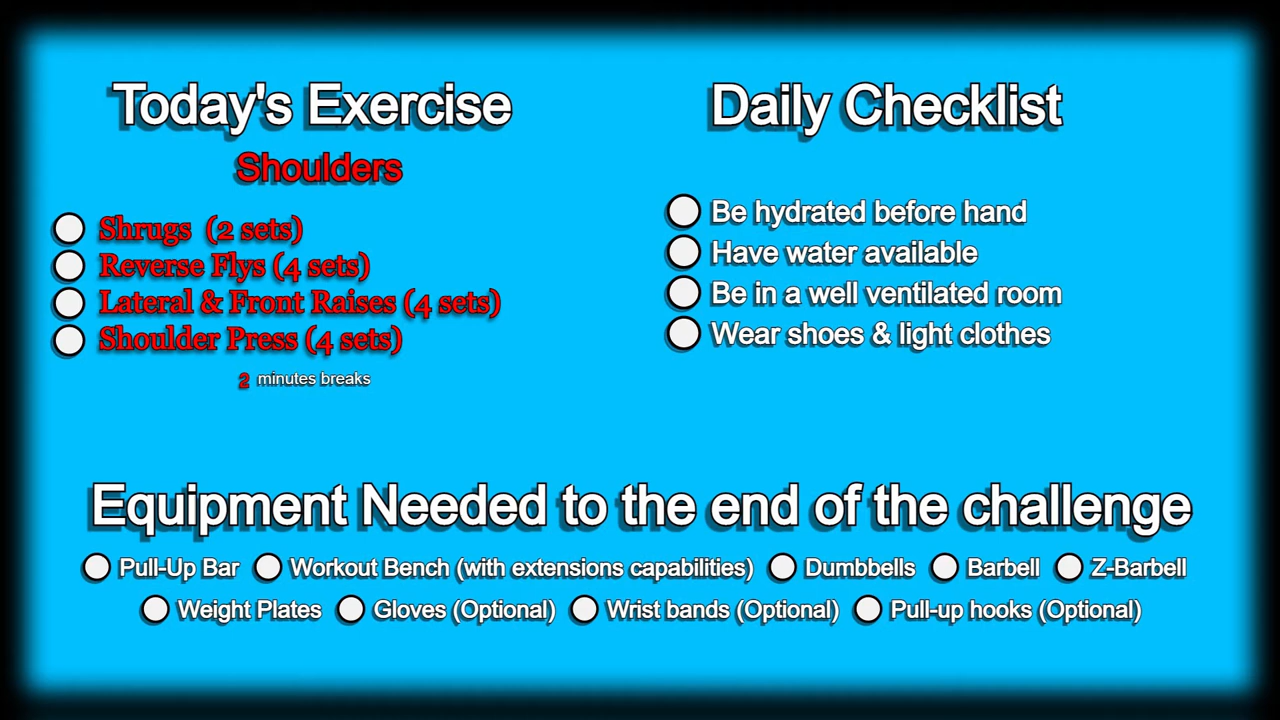 Today's Exercise
Shoulders
Shrugs (2 sets)
Reverse Flys (4 sets)
Lateral & Front Raises (4 sets)
Shoulder Press (4 sets)
2 minutes breaks
Daily Checklist
Be hydrated before hand
Have water available
Be in a well ventilated room
Wear shoes & light clothes
Equipment Needed to the end of the challenge
Pull-Up Bar Workout Bench (with extensions capabilities) Dumbbells Barbell Z-Barbell
Weight Plates Gloves (Optional) Wrist bands (Optional) Pull-up hooks (Optional)